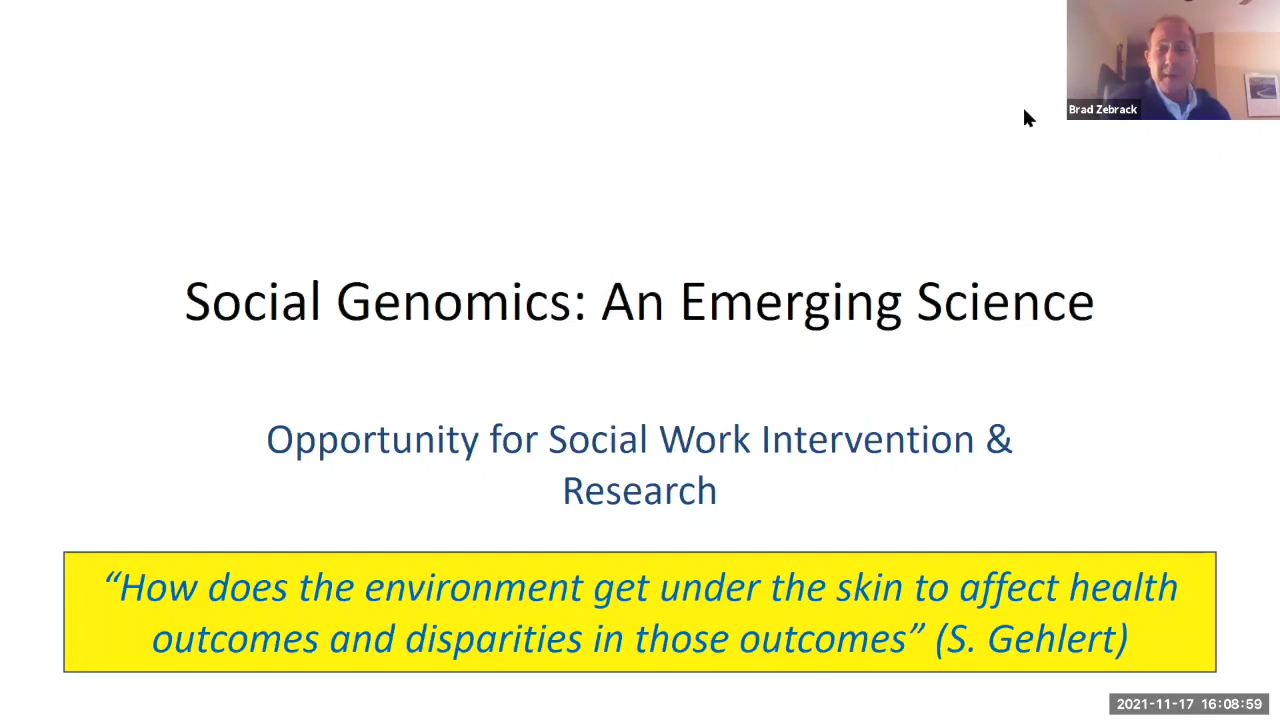 Brad Zebrack
Social Genomics: An Emerging Science
Opportunity for Social Work Intervention &
Research
“How does the environment get under the skin to affect health
outcomes and disparities in those outcomes” (S. Gehlert)
2021-11-17 16:08:59